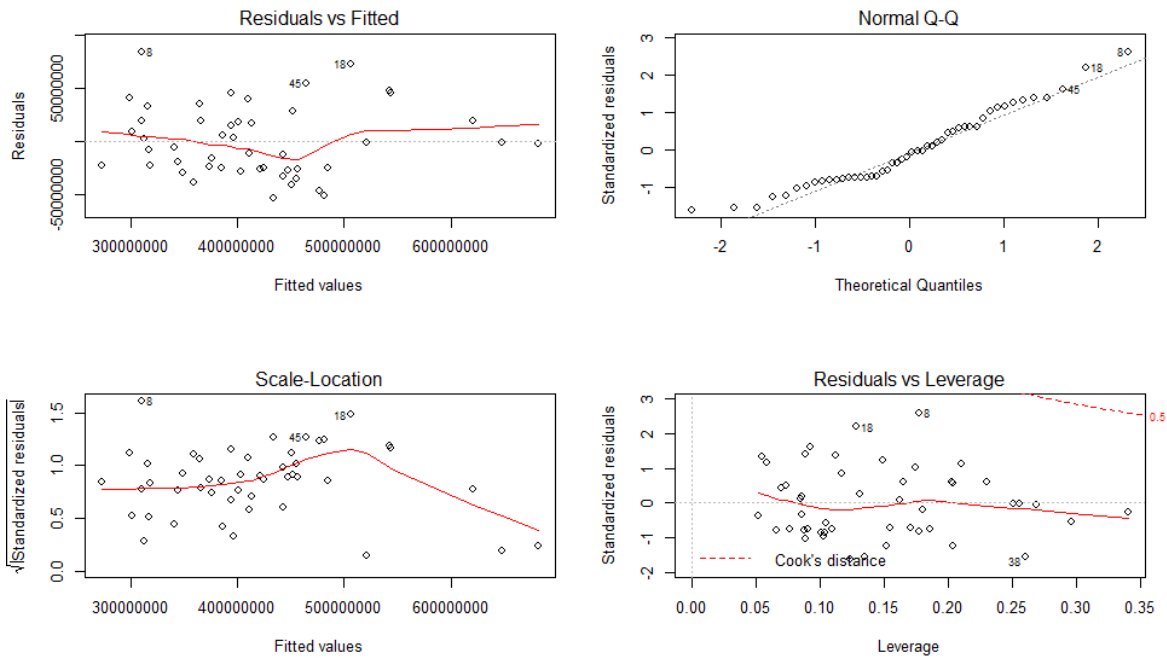 Residuals vs Fitted
Residuals
50000000
-50000000
8
18
45
300000000 400000000 500000000 600000000
Fitted values
Normal Q-Q
Standardized residuals
3
2
1
0
-1
8
18
45
-2 -1 0 1 2
Theoretical Quantiles
Scale-Location
√|Standardized residuals|
1.5
1.0
0.5
0.0
8
18
45
300000000 400000000 500000000 600000000
Fitted values
Residuals vs Leverage
Standardized residuals
3
2
1
0
-1
-2
8
18
0.5
38
Cook's distance
0.00 0.05 0.10 0.15 0.20 0.25 0.30 0.35
Leverage